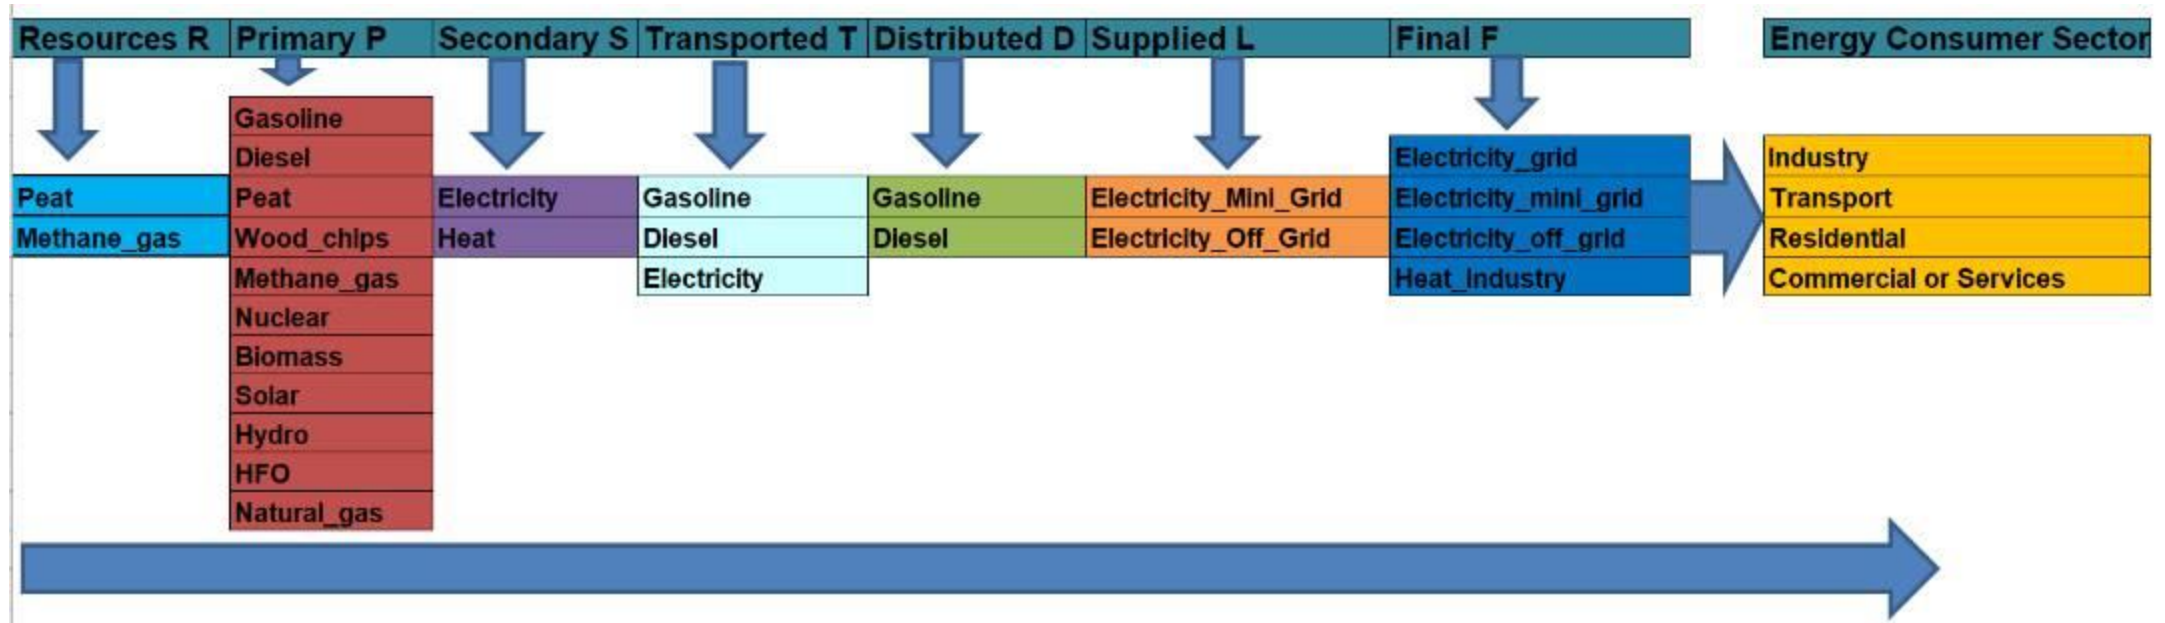 Resources R Primary P Secondary S Transported T Distributed D Supplied L Final F Energy Consumer Sector
Gasoline
Diesel Electricity_grid Industry
Peat Peat Electricity Gasoline Gasoline Electricity_Mini_Grid Electricity_mini_grid Transport
Methane_gas Wood_chips Heat Diesel Diesel Electricity_Off_Grid Electricity_off_grid Residential
Methane_gas Electricity Heat_Industry Commercial or Services
Nuclear
Biomass
Solar
Hydro
HFO
Natural_gas